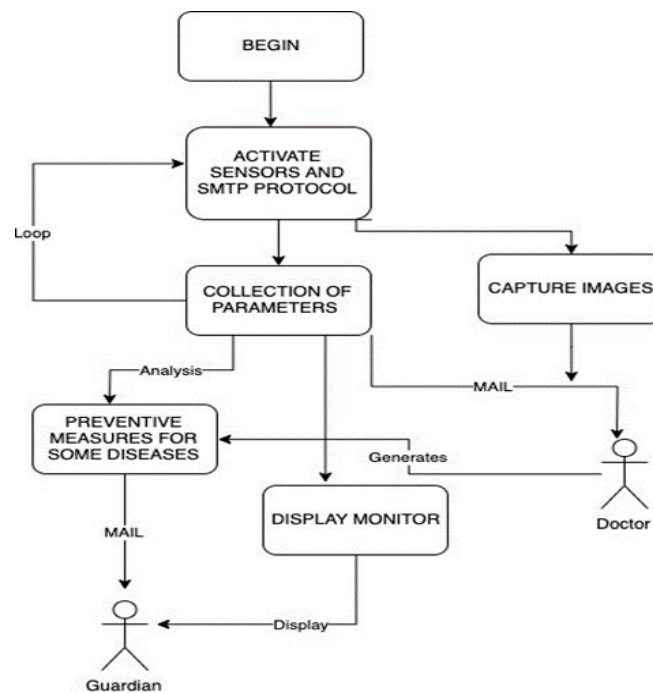 BEGIN
ACTIVATE
SENSORS AND
SMTP PROTOCOL
Loop
COLLECTION OF
PARAMETERS
CAPTURE IMAGES
Analysis
MAIL
PREVENTIVE
MEASURES FOR
SOME DISEASES
Generates
DISPLAY MONITOR
Doctor
MAIL
Display
Guardian